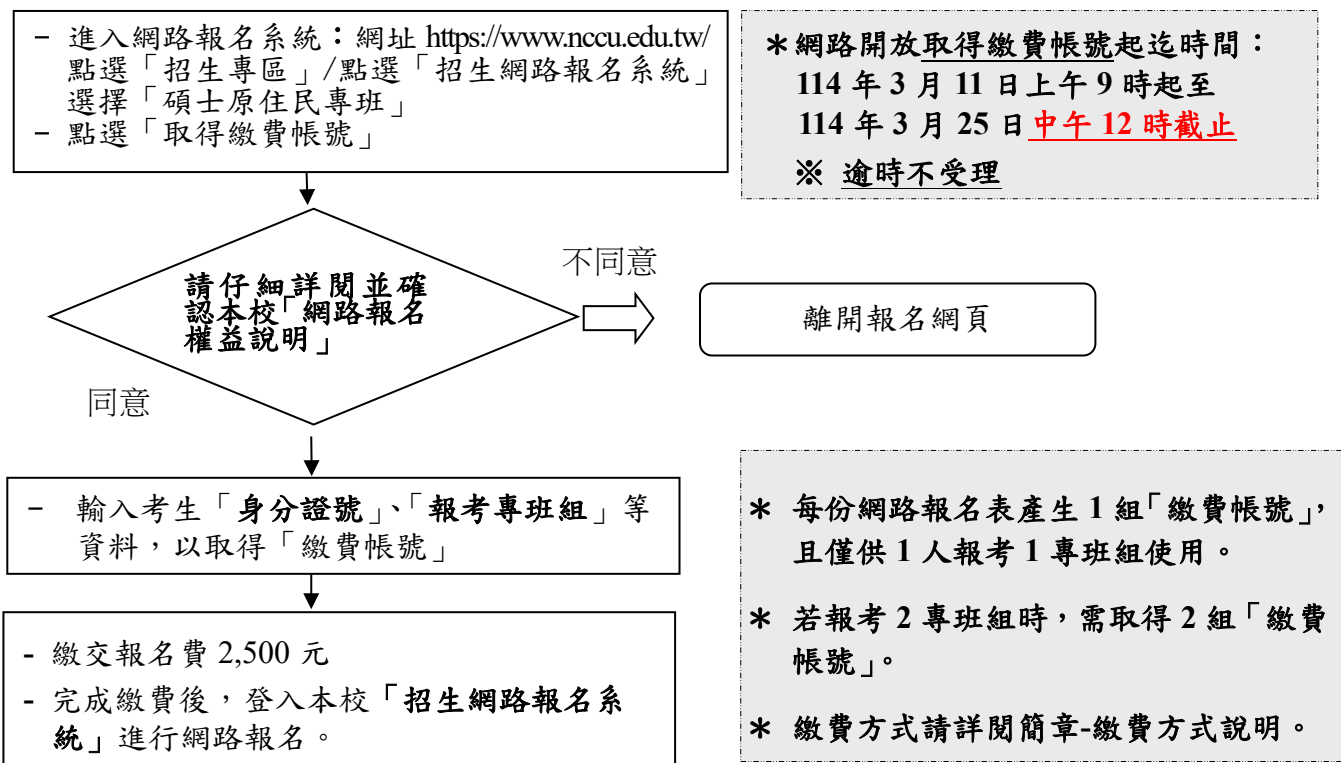 - 進入網路報名系統：網址 https://www.nccu.edu.tw/
點選「招生專區」/點選「招生網路報名系統」
選擇「碩士原住民專班」
- 點選「取得繳費帳號」
＊網路開放取得繳費帳號起迄時間：
114 年 3 月 11 日上午 9 時起至
114 年 3 月 25 日中午 12 時截止
※ 逾時不受理
請仔細詳閱並確
認本校「網路報名
權益說明」
不同意
離開報名網頁
同意
- 輸入考生「身分證號」、「報考專班組」等
資料，以取得「繳費帳號」
- 繳交報名費 2,500 元
- 完成繳費後，登入本校「招生網路報名系
統」進行網路報名。
＊ 每份網路報名表產生 1 組「繳費帳號」，
且僅供 1 人報考 1 專班組使用。
＊ 若報考 2 專班組時，需取得 2 組「繳費
帳號」。
＊ 繳費方式請詳閱簡章-繳費方式說明。